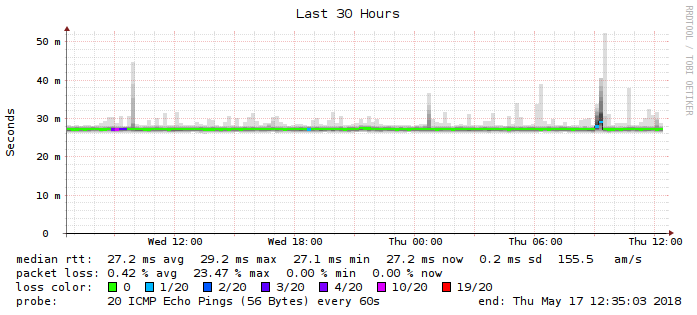 Last 30 Hours
RRDTOOL / TOBI OETIKER
Seconds
50 m
40 m
30 m
20 m
10 m
0
Wed 12:00 Wed 18:00 Thu 00:00 Thu 06:00 Thu 12:00
median rtt: 27.2 ms avg 29.2 ms max 27.1 ms min 27.2 ms now 0.2 ms sd 155.5 am/s
packet loss: 0.42 % avg 23.47 % max 0.00 % min 0.00 % now
loss color: 0 1/20 2/20 3/20 4/20 10/20 19/20
probe: 20 ICMP Echo Pings (56 Bytes) every 60s end: Thu May 17 12:35:03 2018